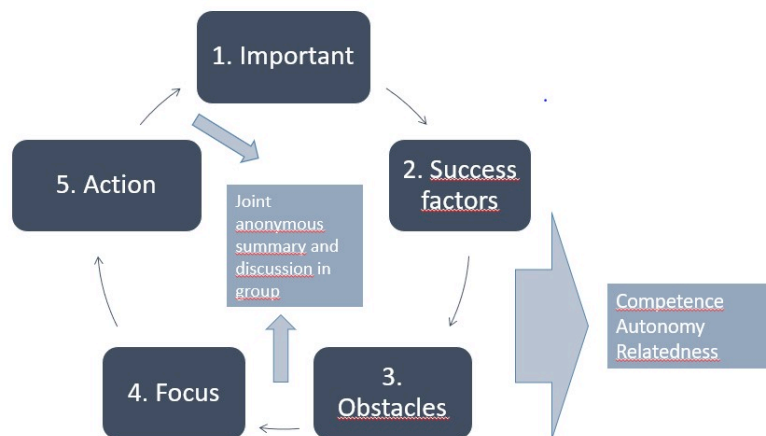 1. Important
2. Success
factors
3.
Obstacles
4. Focus
5. Action
Joint
anonymous
summary and
discussion in
group
Competence
Autonomy
Relatedness